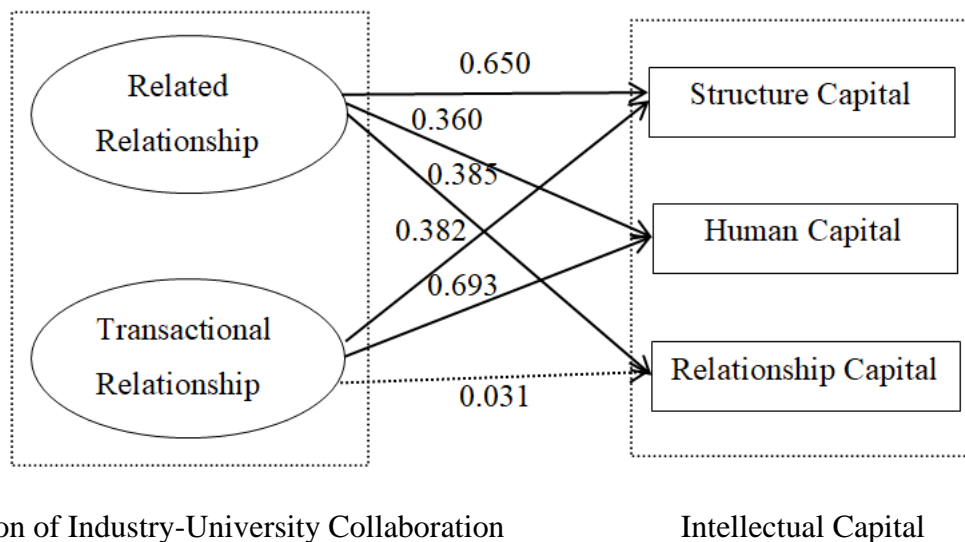 Related
Relationship
Transactional
Relationship
0.650
0.360
0.385
0.382
0.693
0.031
Structure Capital
Human Capital
Relationship Capital
on of Industry-University Collaboration
Intellectual Capital